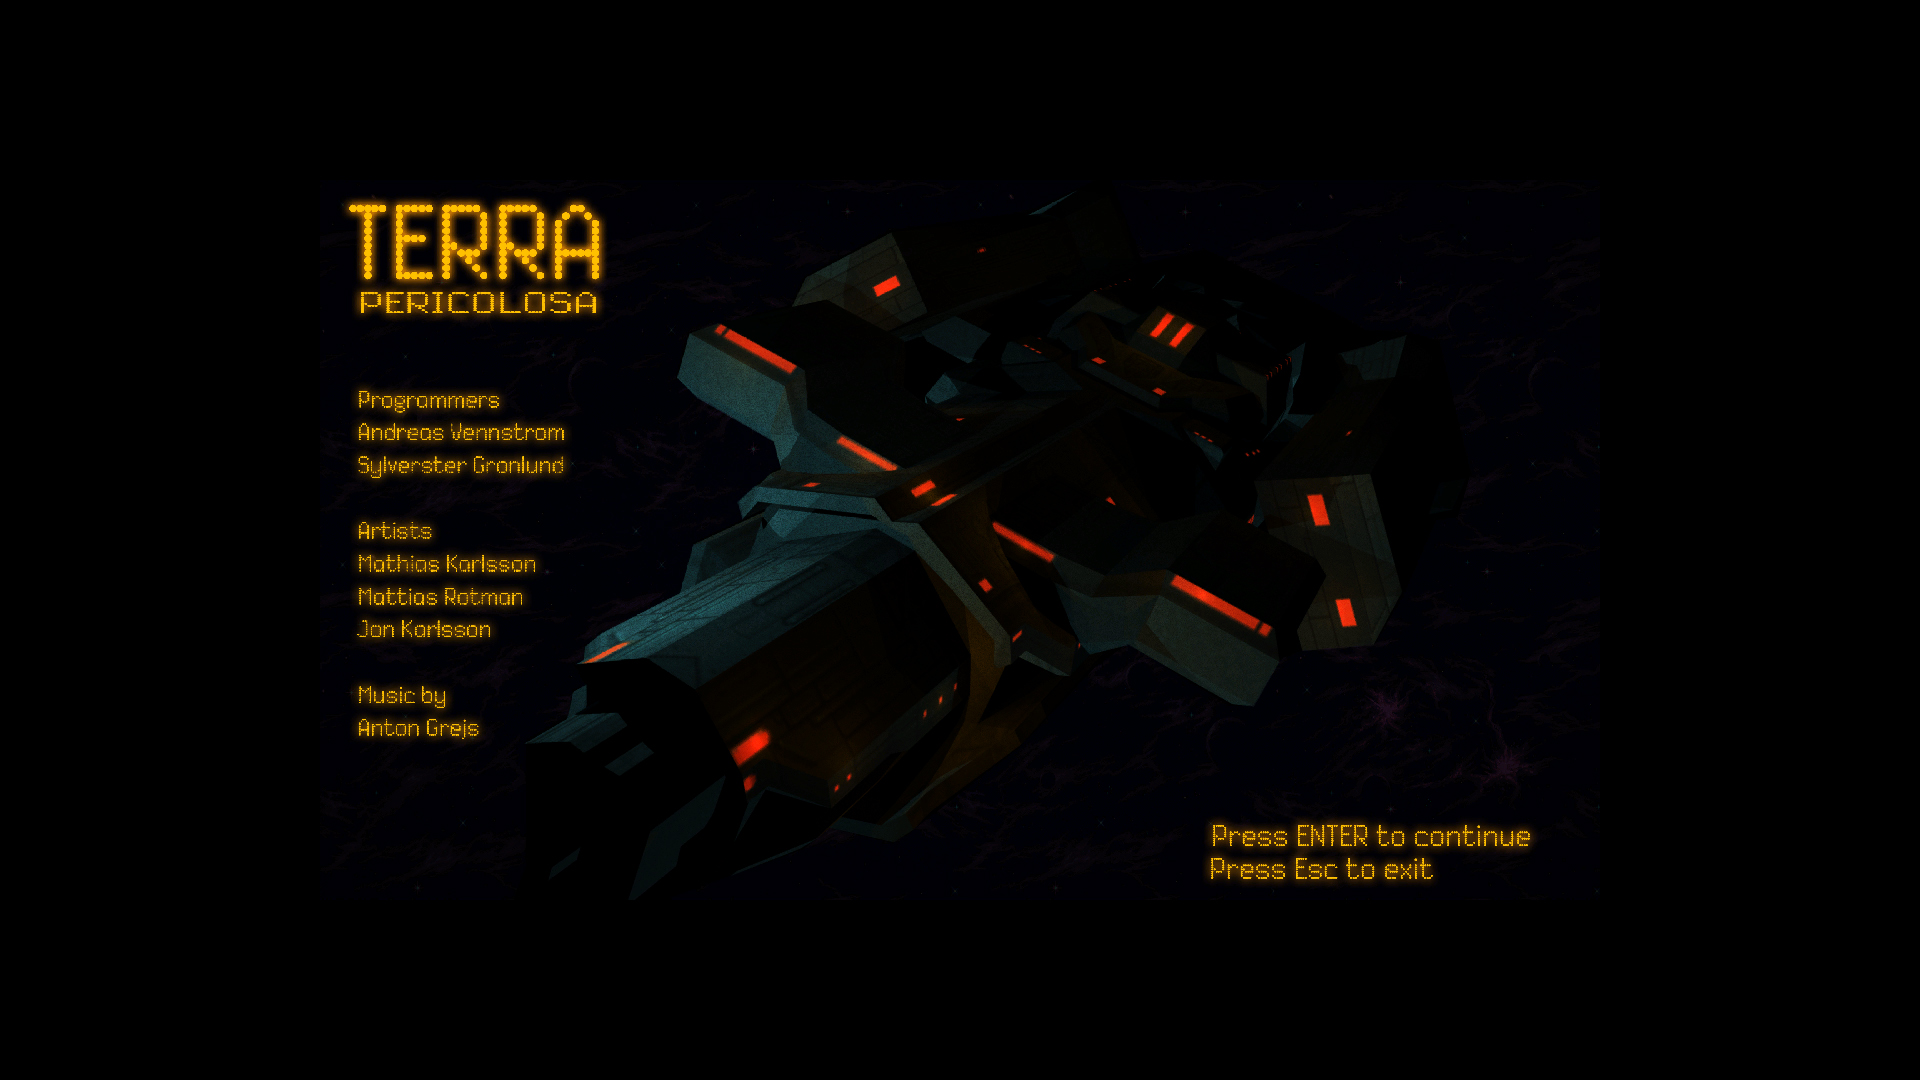 TERRA
PERICOLOSA
Programmers
Andreas Vennstrom
Sylverster Gronlund
Artists
Mathias Karlsson
Mattias Rotman
Jon Karlsson
Music by
Anton Grejs
Press ENTER to continue
Press Esc to exit